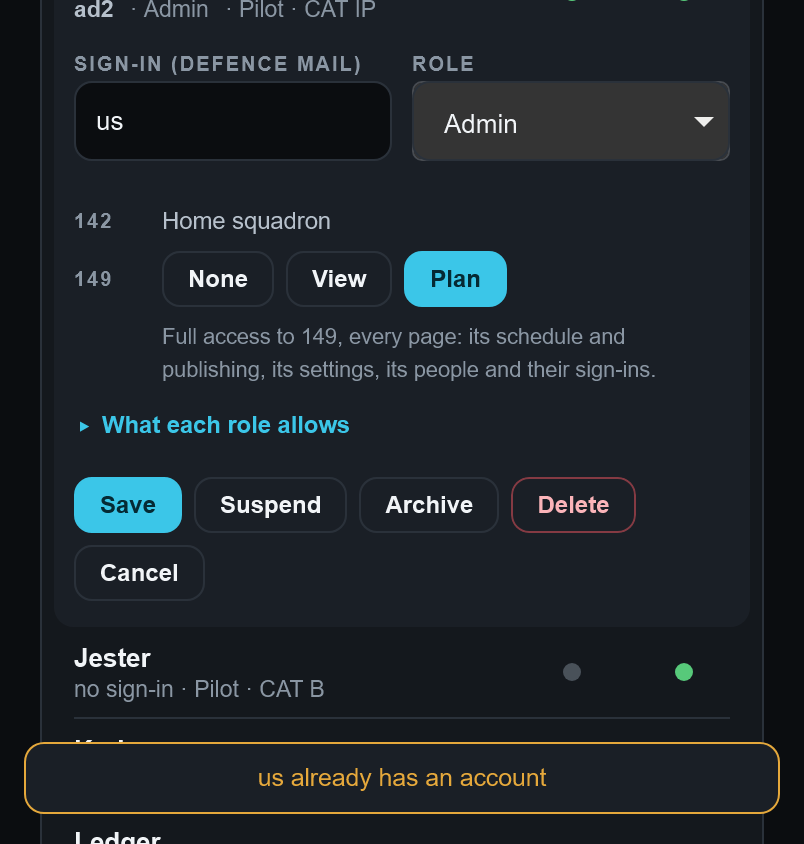 ad2 · Admin · Pilot · CAT IP
SIGN-IN (DEFENCE MAIL) ROLE
us Admin
142 Home squadron
149 None View Plan
Full access to 149, every page: its schedule and
publishing, its settings, its people and their sign-ins.
▸ What each role allows
Save Suspend Archive Delete
Cancel
Jester
no sign-in · Pilot · CAT B
us already has an account
Ledger